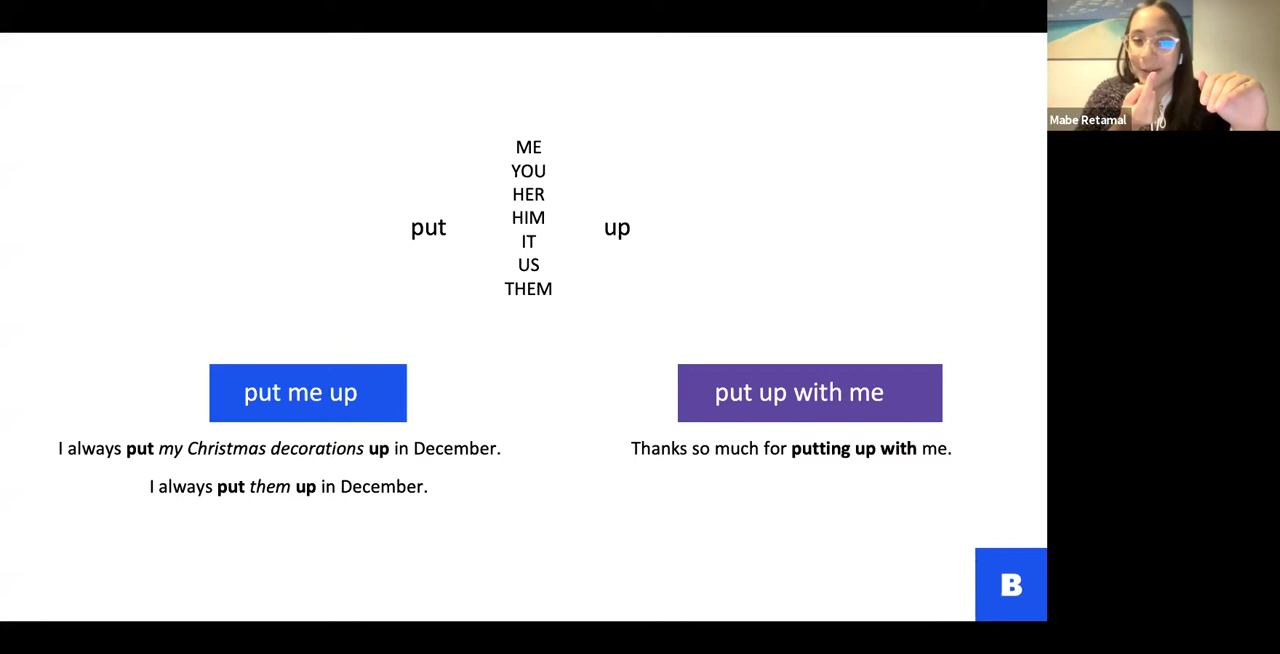 Mabe Retamal
ME
YOU
HER
HIM
put IT up
US
THEM
put me up
put up with me
I always put my Christmas decorations up in December.
I always put them up in December.
Thanks so much for putting up with me.
B